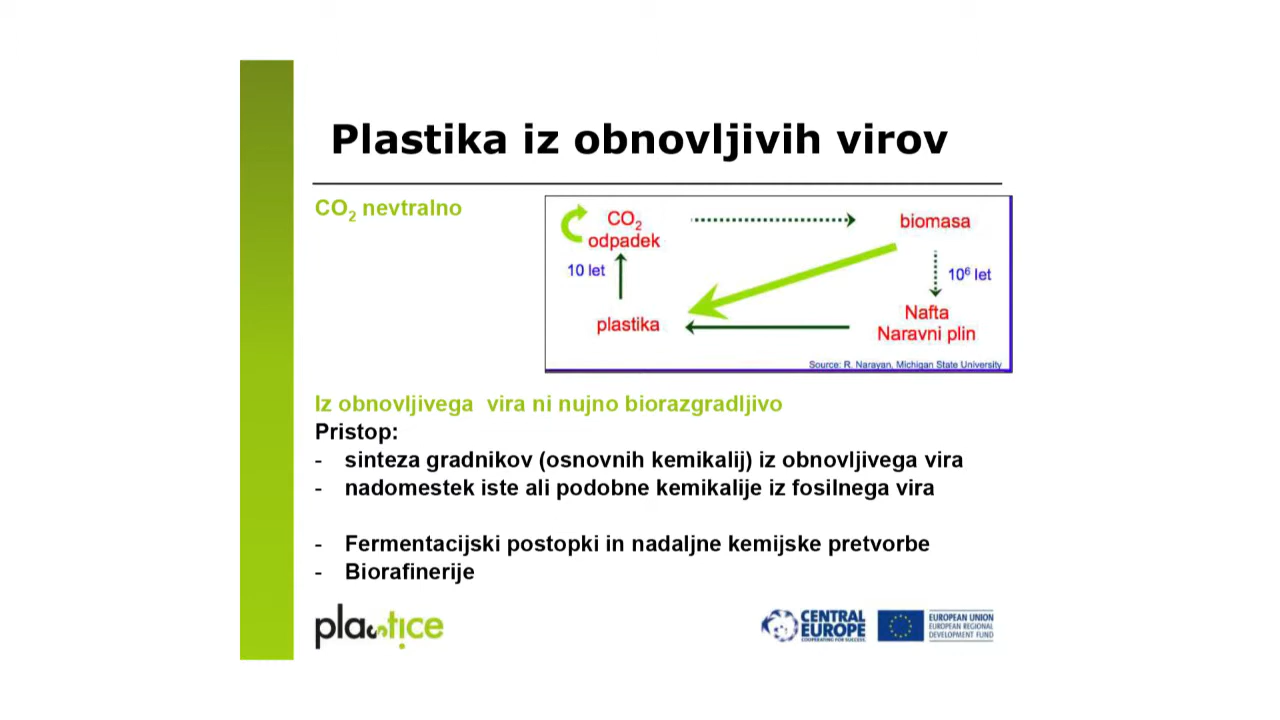 Plastika iz obnovljivih virov
CO₂ nevtralno
CO₂
odpadek
biomasa
10 let
10⁶ let
plastika
Nafta
Naravni plin
Source: R. Narayan, Michigan State University
Iz obnovljivega vira ni nujno biorazgradljivo
Pristop:
- sinteza gradnikov (osnovnih kemikalij) iz obnovljivega vira
- nadomestek iste ali podobne kemikalije iz fosilnega vira
- Fermentacijski postopki in nadaljne kemijske pretvorbe
- Biorafinerije
plastice
CENTRAL
EUROPE
COOPERATING FOR SUCCESS.
EUROPEAN UNION
EUROPEAN REGIONAL
DEVELOPMENT FUND